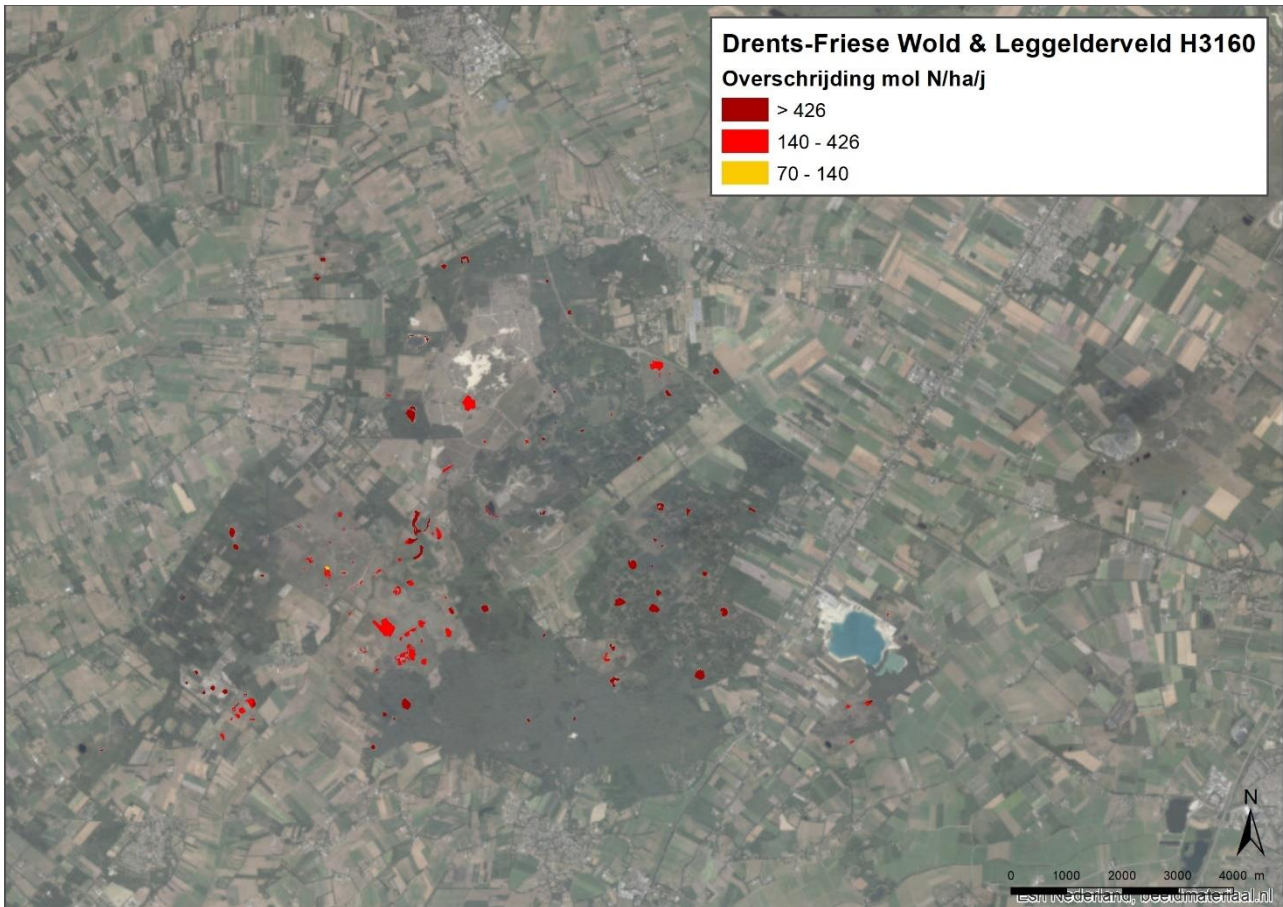 Drents-Friese Wold & Leggelderveld H3160
Overschrijding mol N/ha/j
> 426
140 - 426
70 - 140
N
0 1000 2000 3000 4000 m
Esri Nederland, beeldmateriaal.nl